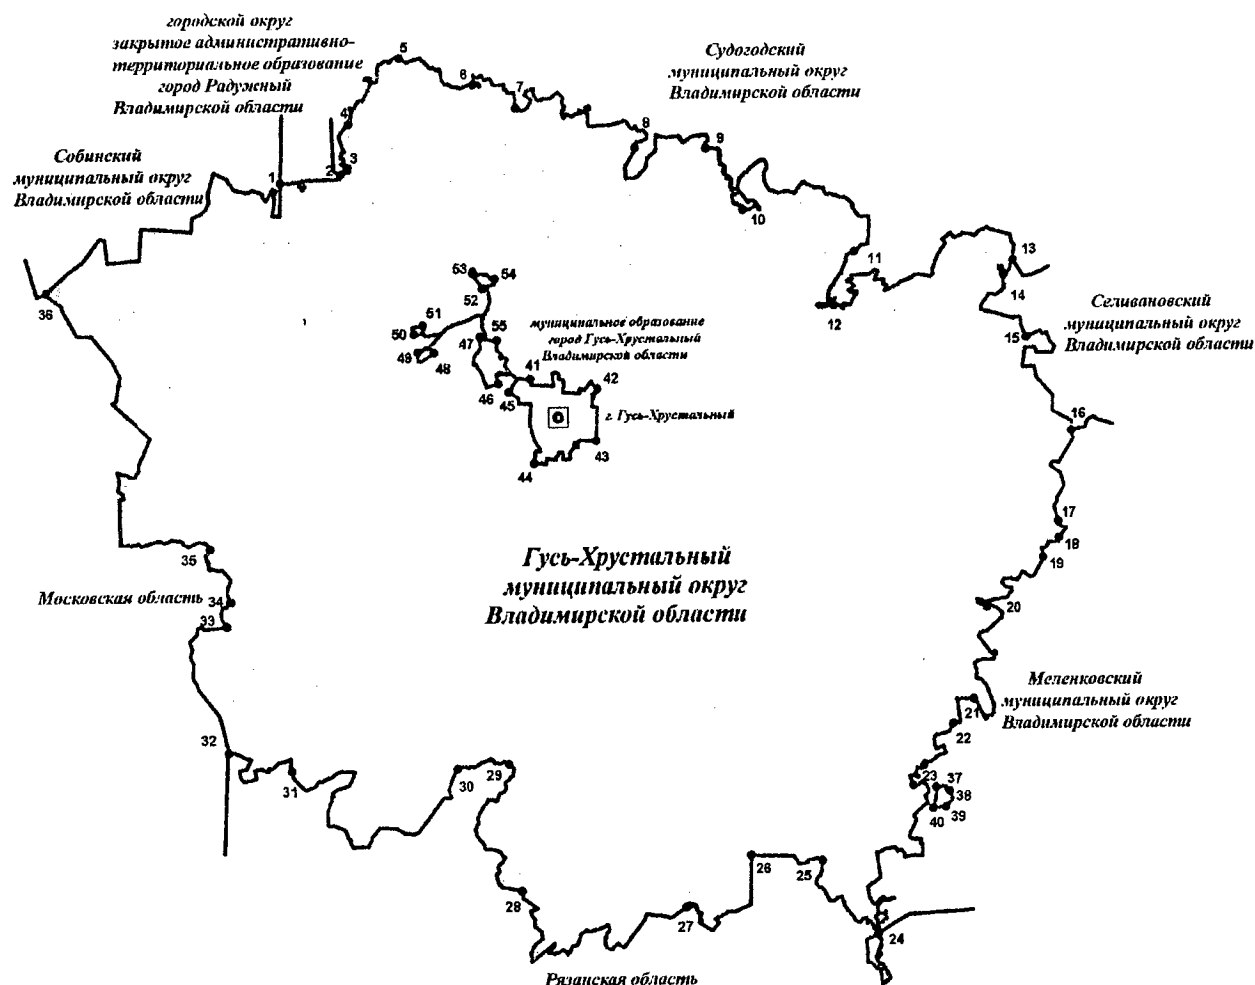 городской округ
закрытое административно-
территориальное образование
город Радужный
Владимирской области
Судогодский
муниципальный округ
Владимирской области
Собинский
муниципальный округ
Владимирской области
Селивановский
муниципальный округ
Владимирской области
муниципальное образование
город Гусь-Хрустальный
Владимирской области
г. Гусь-Хрустальный
Гусь-Хрустальный
муниципальный округ
Владимирской области
Московская область
Меленковский
муниципальный округ
Владимирской области
Рязанская область
1
2
3
4
5
6
7
8
9
10
11
12
13
14
15
16
17
18
19
20
21
22
23
24
25
26
27
28
29
30
31
32
33
34
35
36
37
38
39
40
41
42
43
44
45
46
47
48
49
50
51
52
53
54
55